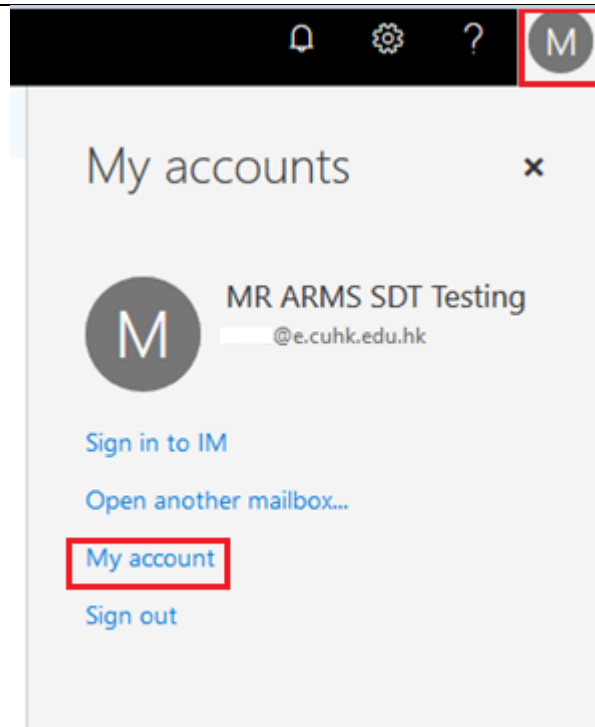 ?
M
My accounts
×
M
MR ARMS SDT Testing
@e.cuhk.edu.hk
Sign in to IM
Open another mailbox...
My account
Sign out